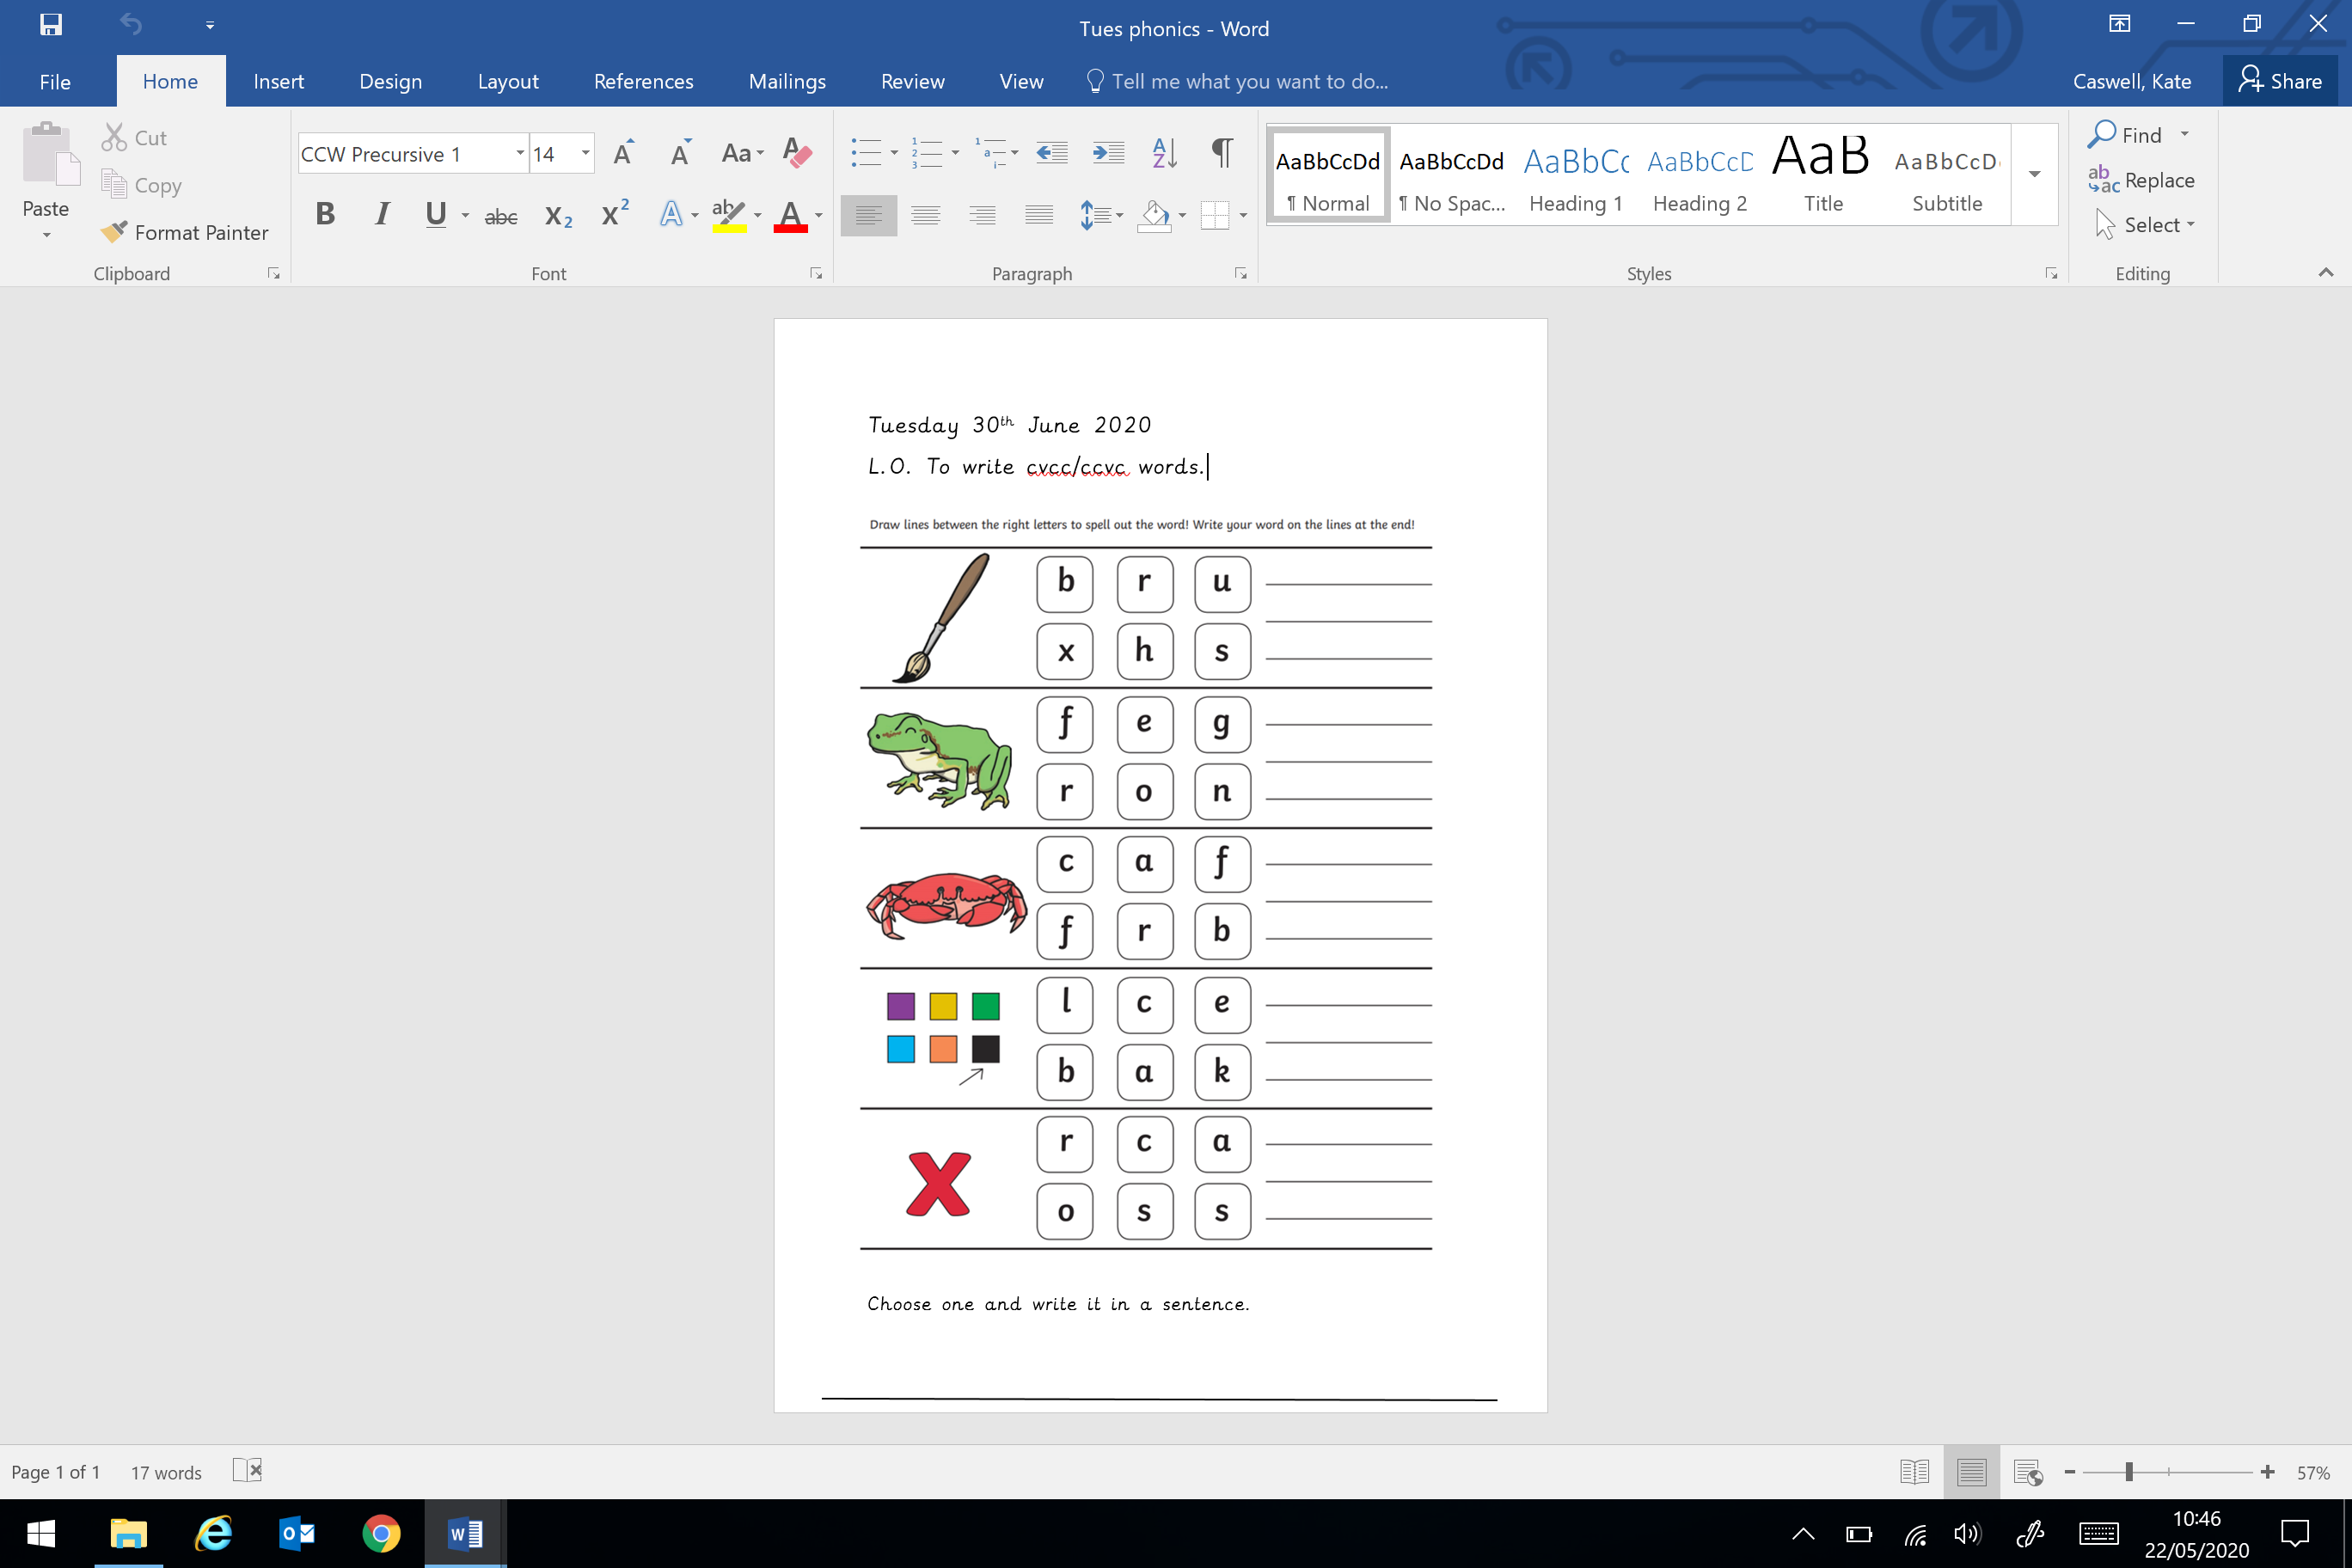 Tues phonics - Word
File Home Insert Design Layout References Mailings Review View Tell me what you want to do... Caswell, Kate Share
Paste
Cut
Copy
Format Painter
Clipboard
CCW Precursive 1 14
Font
Paragraph
AaBbCcDd AaBbCcDd AaBbCc AaBbCcD AaB AaBbCcD
¶ Normal ¶ No Spac... Heading 1 Heading 2 Title Subtitle
Styles
Find
Replace
Select
Editing
Tuesday 30th June 2020
L.O. To write cvcc/ccvc words.
Draw lines between the right letters to spell out the word! Write your word on the lines at the end!
b r u
x h s
f e g
r o n
c a f
f r b
l c e
b a k
r c a
o s s
Choose one and write it in a sentence.
Page 1 of 1 17 words 57%
10:46
22/05/2020